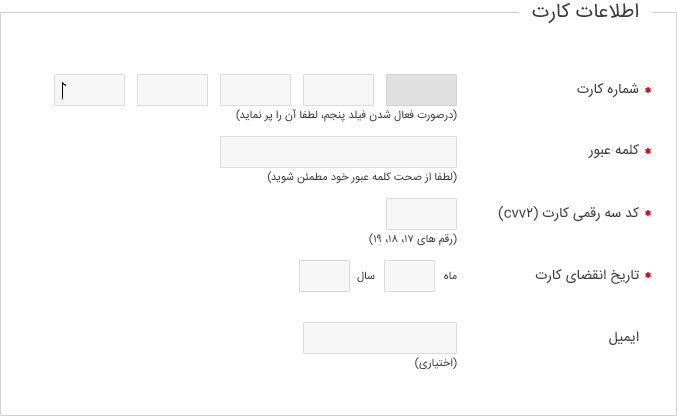 اطلاعات کارت
شماره کارت *
(درصورت فعال شدن فیلد پنجم، لطفا آن را پر نماید)
کلمه عبور *
(لطفا از صحت کلمه عبور خود مطمئن شوید)
کد سه رقمی کارت (cvv2) *
(رقم های ۱۷، ۱۸، ۱۹)
تاریخ انقضای کارت * ماه سال
ایمیل
(اختیاری)